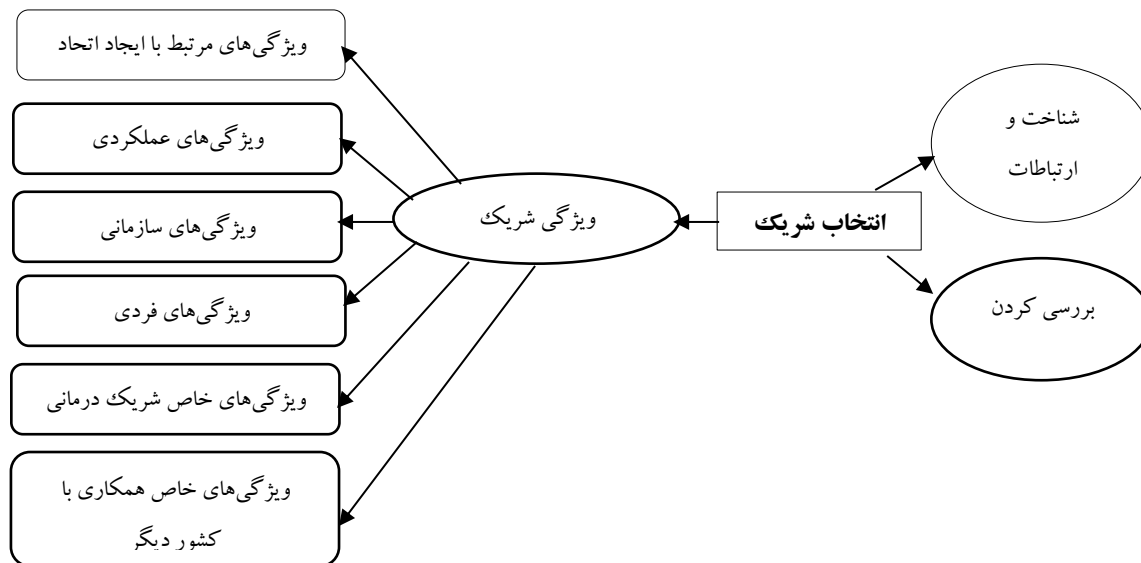 شناخت و
ارتباطات
بررسی کردن
انتخاب شریک
ویژگی شریک
ویژگی‌های مرتبط با ایجاد اتحاد
ویژگی‌های عملکردی
ویژگی‌های سازمانی
ویژگی‌های فردی
ویژگی‌های خاص شریک درمانی
ویژگی‌های خاص همکاری با
کشور دیگر